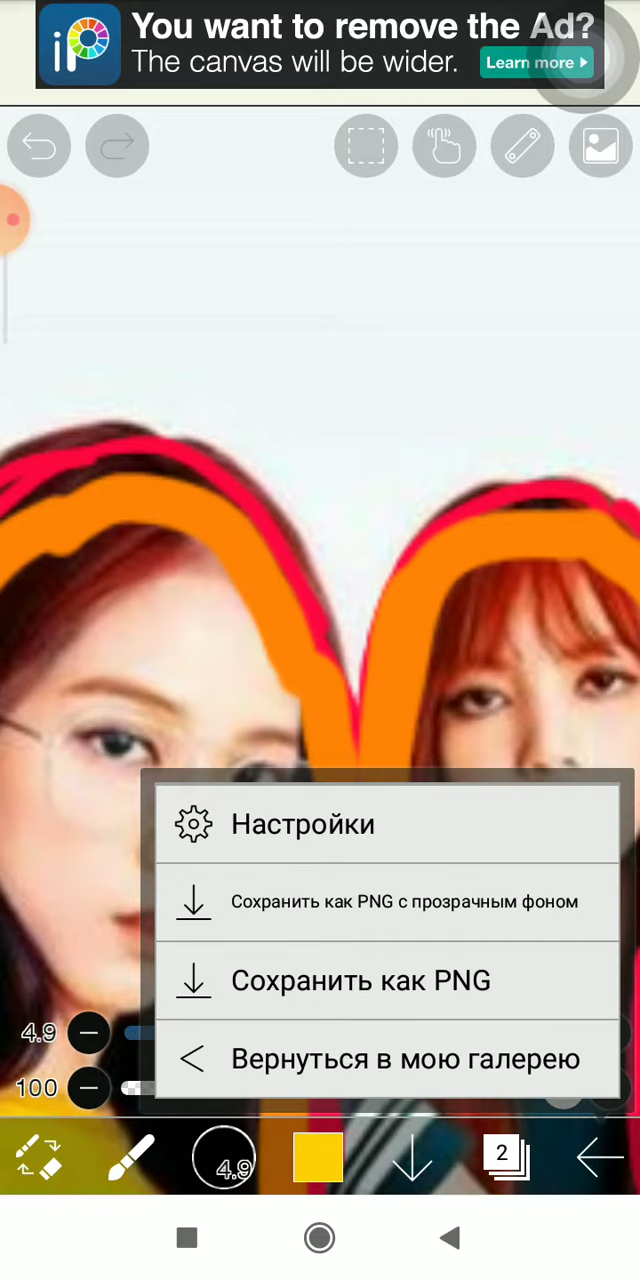 iP
You want to remove the Ad?
The canvas will be wider.
Learn more
Настройки
Сохранить как PNG с прозрачным фоном
Сохранить как PNG
4.9
Вернуться в мою галерею
100
4.9
2